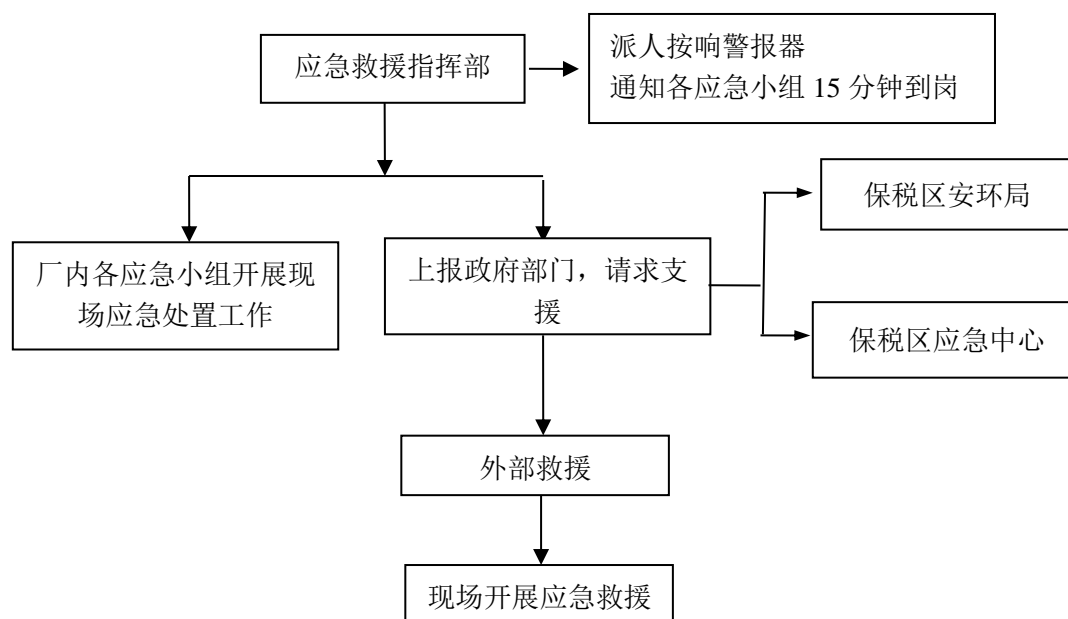 应急救援指挥部
派人按响警报器
通知各应急小组 15 分钟到岗
保税区安环局
厂内各应急小组开展现
场应急处置工作
上报政府部门，请求支
援
保税区应急中心
外部救援
现场开展应急救援